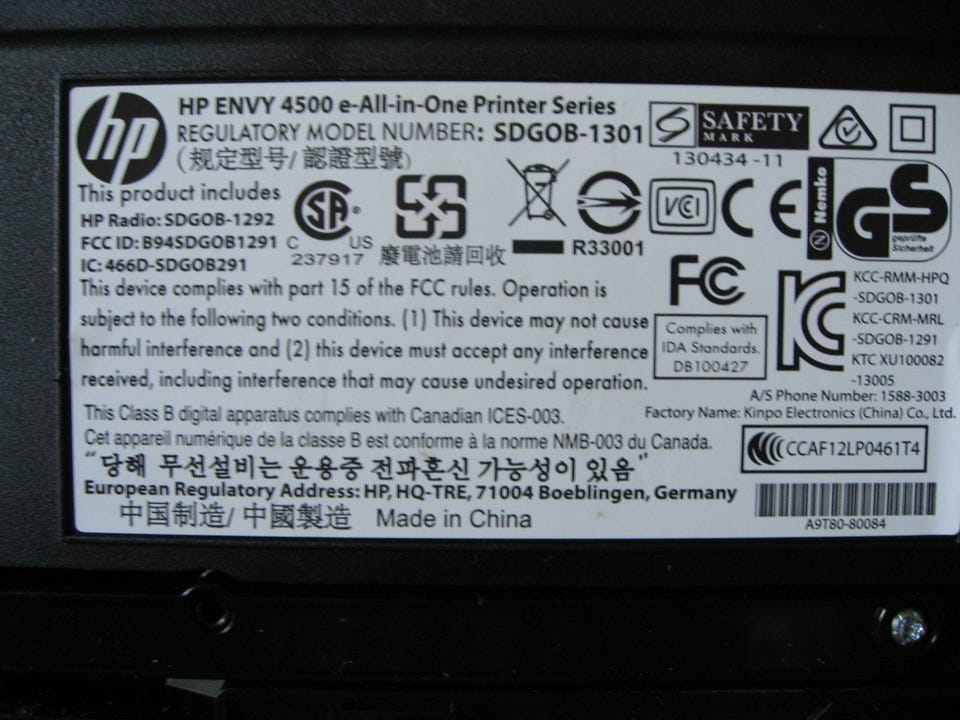 hp
HP ENVY 4500 e-All-in-One Printer Series
REGULATORY MODEL NUMBER: SDGOB-1301
(规定型号/ 認證型號)
SAFETY
MARK
130434 -11
This product includes
HP Radio: SDGOB-1292
FCC ID: B94SDGOB1291
IC: 466D-SDGOB291
SA
C US
237917
廢電池請回收
R33001
VCI
CE
N Nemko
GS
geprüfte
Sicherheit
This device complies with part 15 of the FCC rules. Operation is
subject to the following two conditions. (1) This device may not cause
harmful interference and (2) this device must accept any interference
received, including interference that may cause undesired operation.
FC
Complies with
IDA Standards.
DB100427
KC
KCC-RMM-HPQ
-SDGOB-1301
KCC-CRM-MRL
-SDGOB-1291
KTC XU100082
-13005
A/S Phone Number: 1588-3003
Factory Name: Kinpo Electronics (China) Co., Ltd.
This Class B digital apparatus complies with Canadian ICES-003.
Cet appareil numérique de la classe B est conforme à la norme NMB-003 du Canada.
CCAF12LP0461T4
"당해 무선설비는 운용중 전파혼신 가능성이 있음"
European Regulatory Address: HP, HQ-TRE, 71004 Boeblingen, Germany
中国制造/ 中國製造 Made in China
A9T80-80084